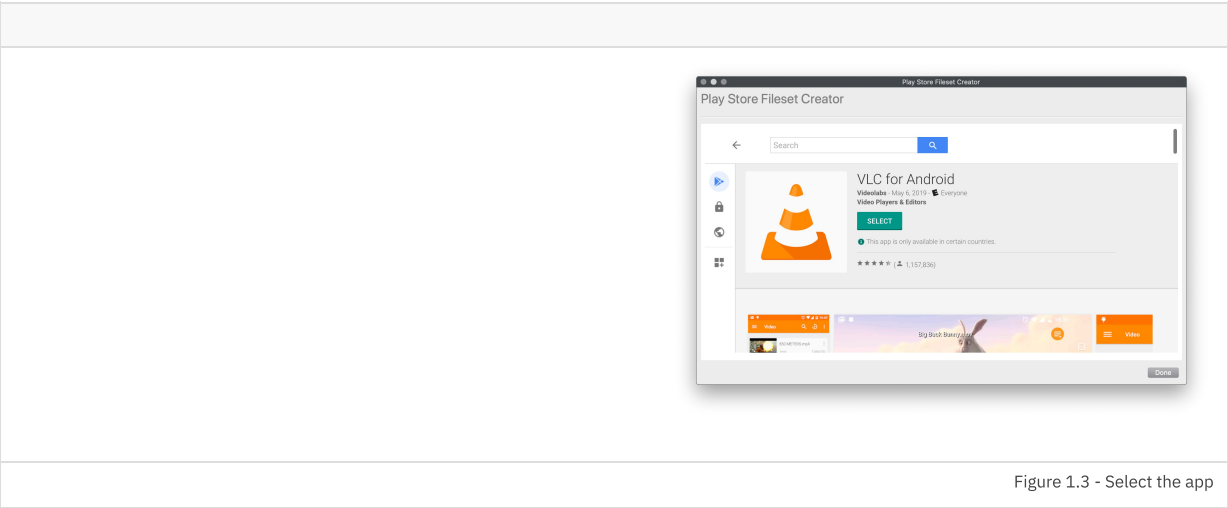 Play Store Fileset Creator
Play Store Fileset Creator
Search
VLC for Android
Videolabs - May 6, 2019 - Everyone
Video Players & Editors
SELECT
This app is only available in certain countries.
( 1,157,836)
Video
Big Buck Bunny
Video
Done
Figure 1.3 - Select the app